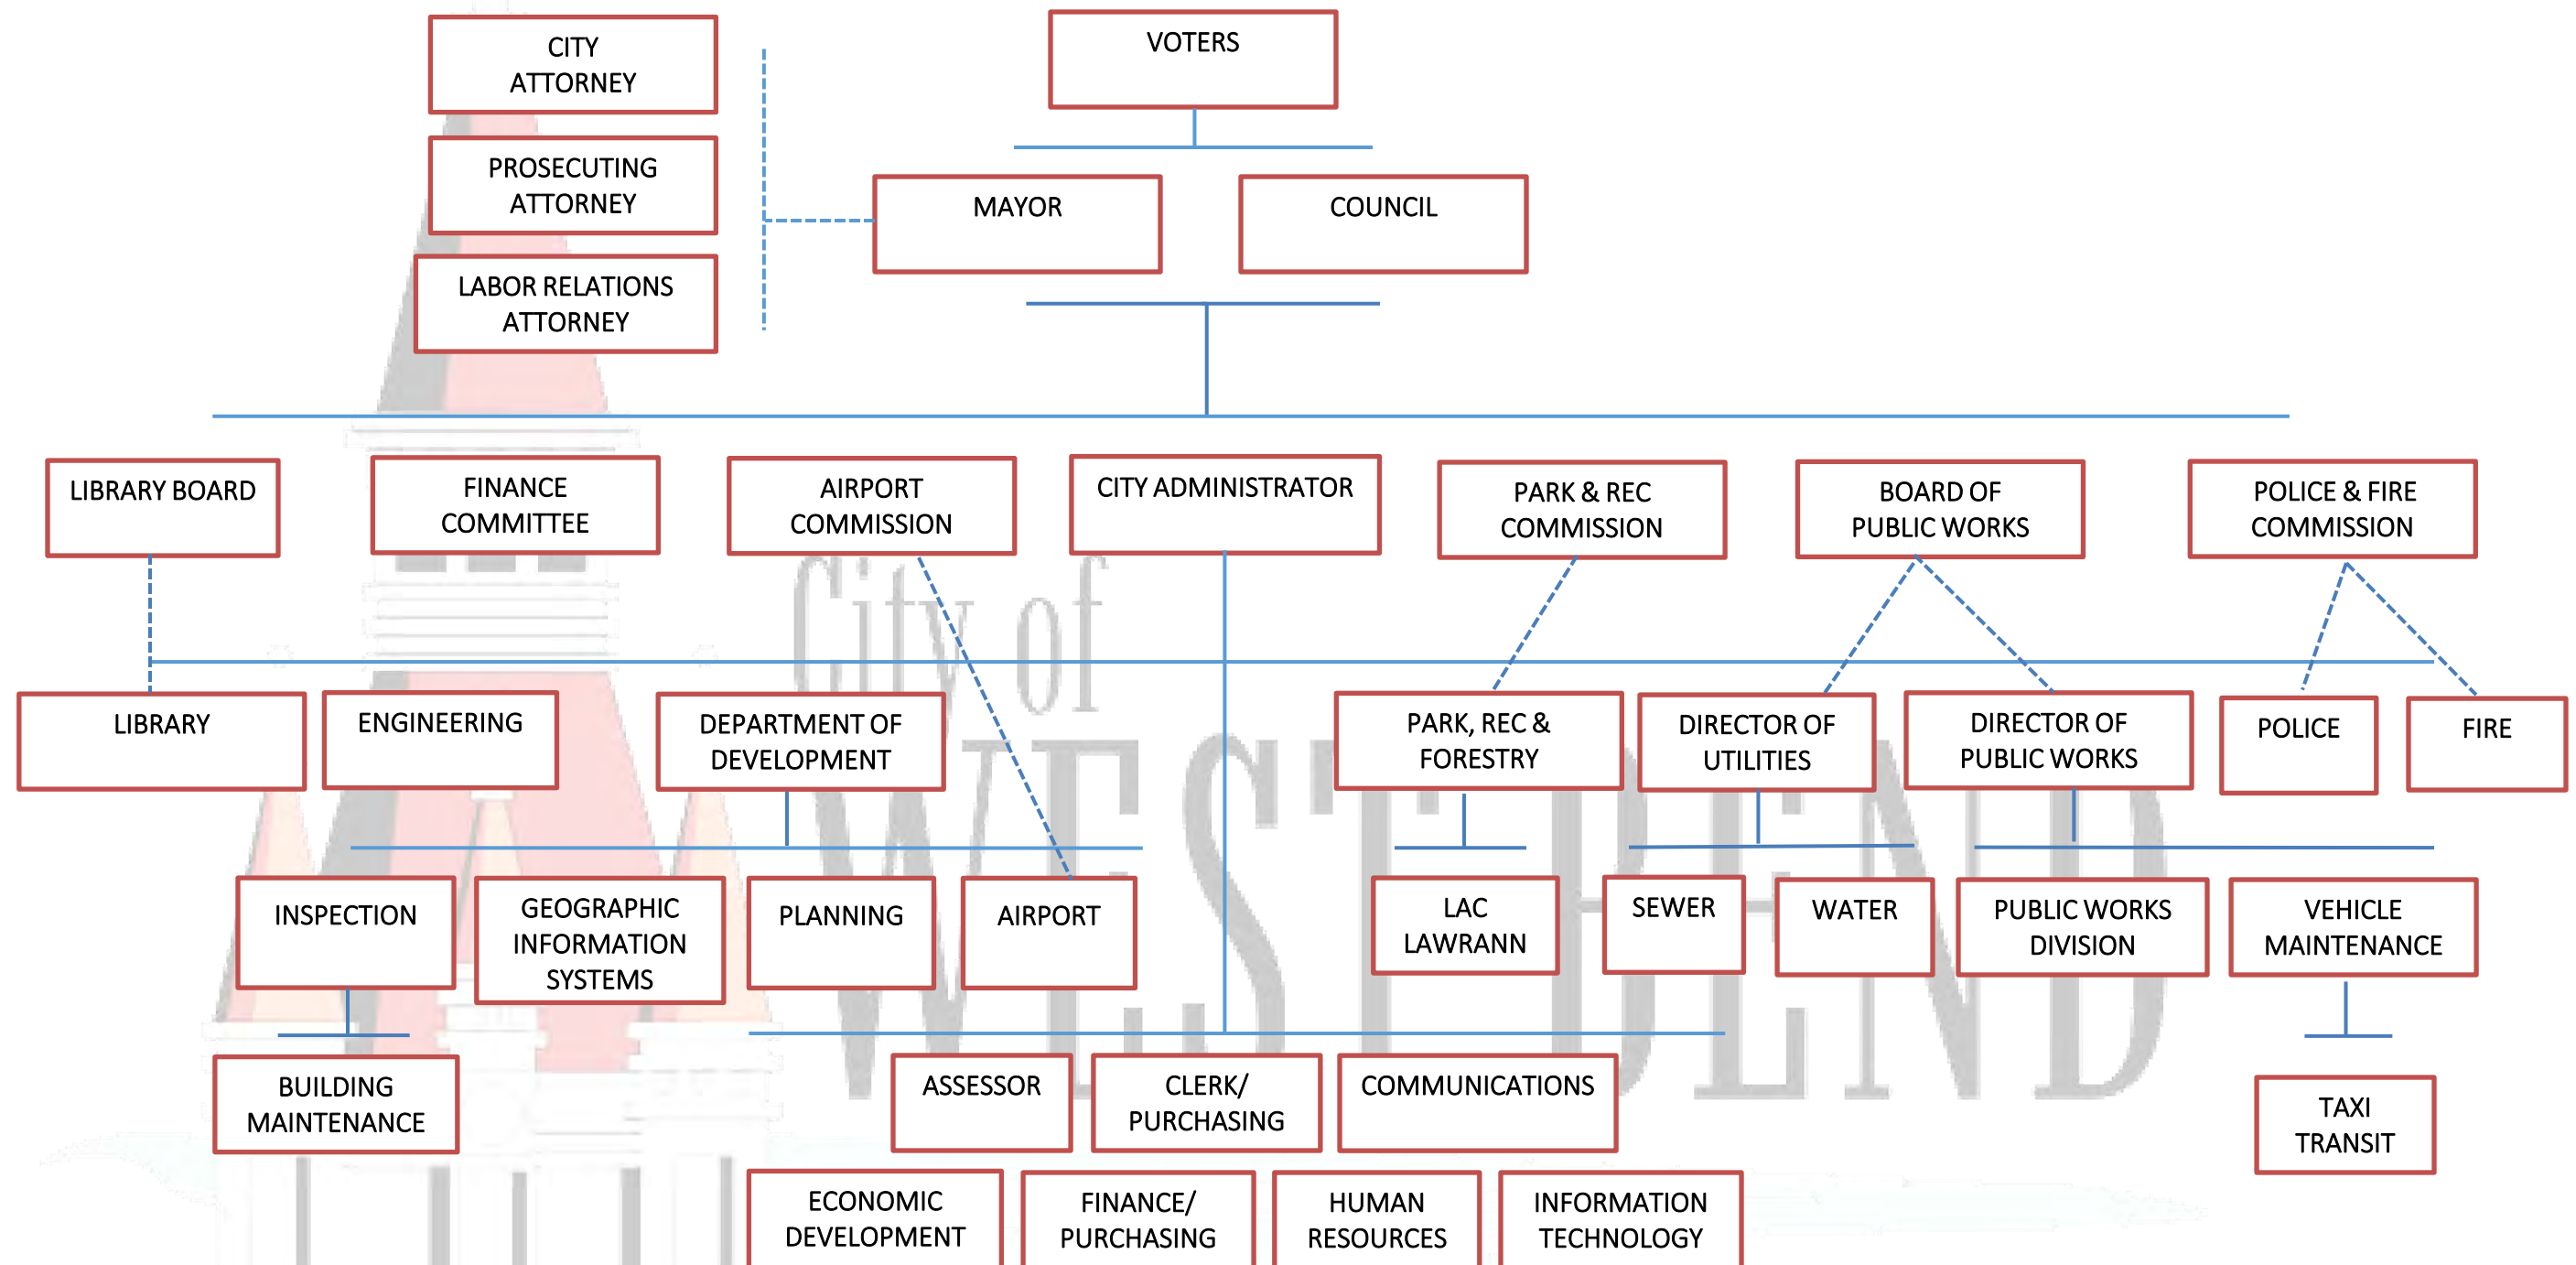 CITY
ATTORNEY
VOTERS
PROSECUTING
ATTORNEY
MAYOR
COUNCIL
LABOR RELATIONS
ATTORNEY
LIBRARY BOARD
FINANCE
COMMITTEE
AIRPORT
COMMISSION
CITY ADMINISTRATOR
PARK & REC
COMMISSION
BOARD OF
PUBLIC WORKS
POLICE & FIRE
COMMISSION
City of
WEST BEND
LIBRARY
ENGINEERING
DEPARTMENT OF
DEVELOPMENT
PARK, REC &
FORESTRY
DIRECTOR OF
UTILITIES
DIRECTOR OF
PUBLIC WORKS
POLICE
FIRE
INSPECTION
GEOGRAPHIC
INFORMATION
SYSTEMS
PLANNING
AIRPORT
LAC
LAWRANN
SEWER
WATER
PUBLIC WORKS
DIVISION
VEHICLE
MAINTENANCE
BUILDING
MAINTENANCE
ASSESSOR
CLERK/
PURCHASING
COMMUNICATIONS
TAXI
TRANSIT
ECONOMIC
DEVELOPMENT
FINANCE/
PURCHASING
HUMAN
RESOURCES
INFORMATION
TECHNOLOGY